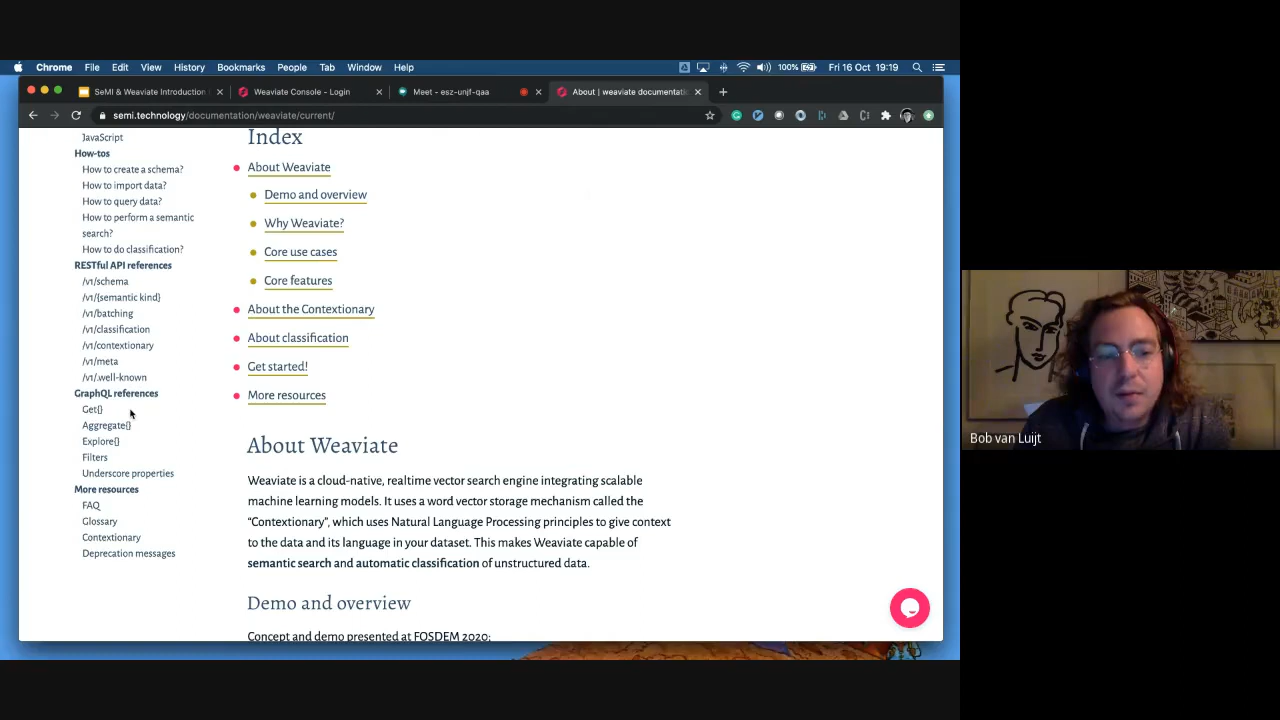 Chrome File Edit View History Bookmarks People Tab Window Help 100% Fri 16 Oct 19:19
SeMI & Weaviate Introduction
Weaviate Console - Login
Meet - esz-unjf-qaa
About | weaviate documentatio
semi.technology/documentation/weaviate/current/
JavaScript
How-tos
How to create a schema?
How to import data?
How to query data?
How to perform a semantic
search?
How to do classification?
RESTful API references
/v1/schema
/v1/{semantic kind}
/v1/batching
/v1/classification
/v1/contextionary
/v1/meta
/v1/.well-known
GraphQL references
Get{}
Aggregate{}
Explore{}
Filters
Underscore properties
More resources
FAQ
Glossary
Contextionary
Deprecation messages
Index
About Weaviate
Demo and overview
Why Weaviate?
Core use cases
Core features
About the Contextionary
About classification
Get started!
More resources
About Weaviate
Weaviate is a cloud-native, realtime vector search engine integrating scalable
machine learning models. It uses a word vector storage mechanism called the
“Contextionary”, which uses Natural Language Processing principles to give context
to the data and its language in your dataset. This makes Weaviate capable of
semantic search and automatic classification of unstructured data.
Demo and overview
Concept and demo presented at FOSDEM 2020:
Bob van Luijt